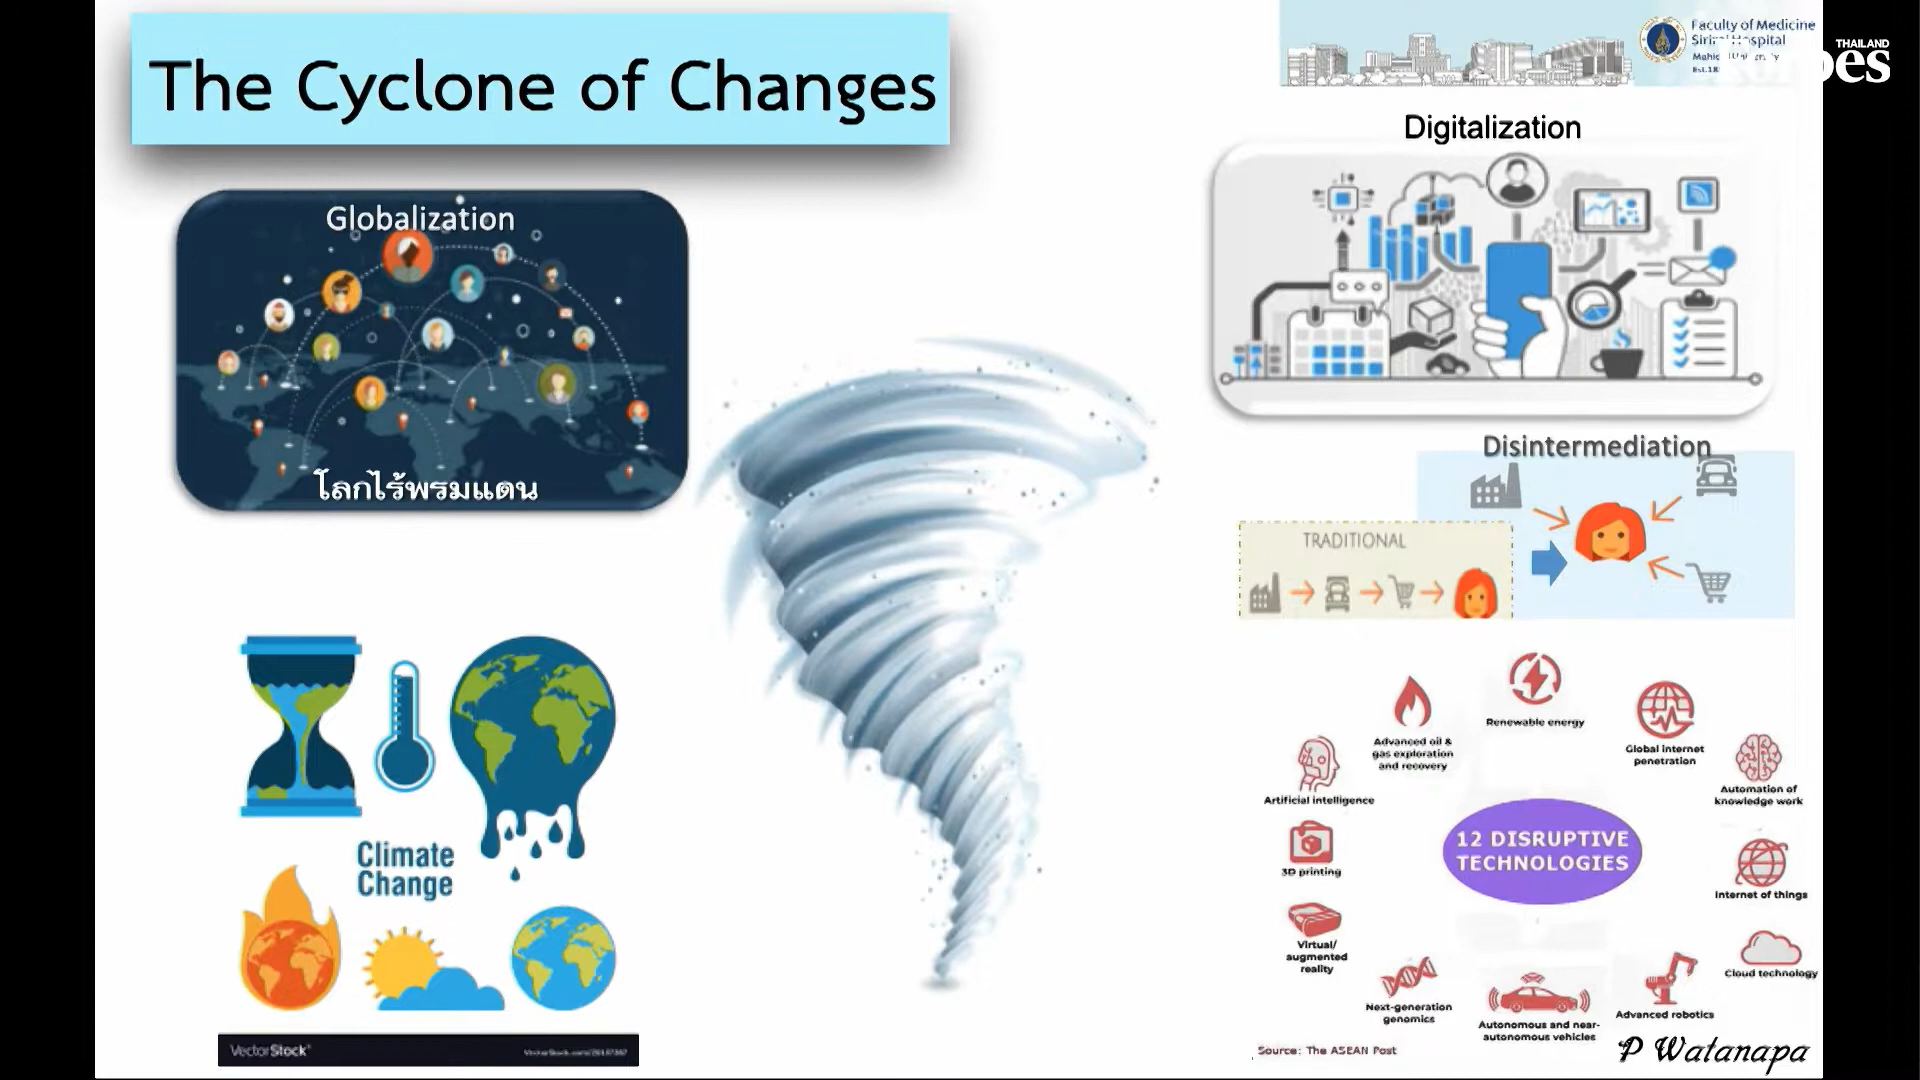 The Cyclone of Changes
Faculty of Medicine
Siriraj Hospital
THAILAND
Globalization
โลกไร้พรมแดน
Digitalization
Disintermediation
TRADITIONAL
Climate
Change
VectorStock®
12 DISRUPTIVE
TECHNOLOGIES
Renewable energy
Global internet
penetration
Automation of
knowledge work
Internet of things
Cloud technology
Advanced robotics
Autonomous and near-
autonomous vehicles
Next-generation
genomics
Virtual/
augmented
reality
3D printing
Artificial intelligence
Advanced oil &
gas exploration
and recovery
Source: The ASEAN Post
P Watanapa